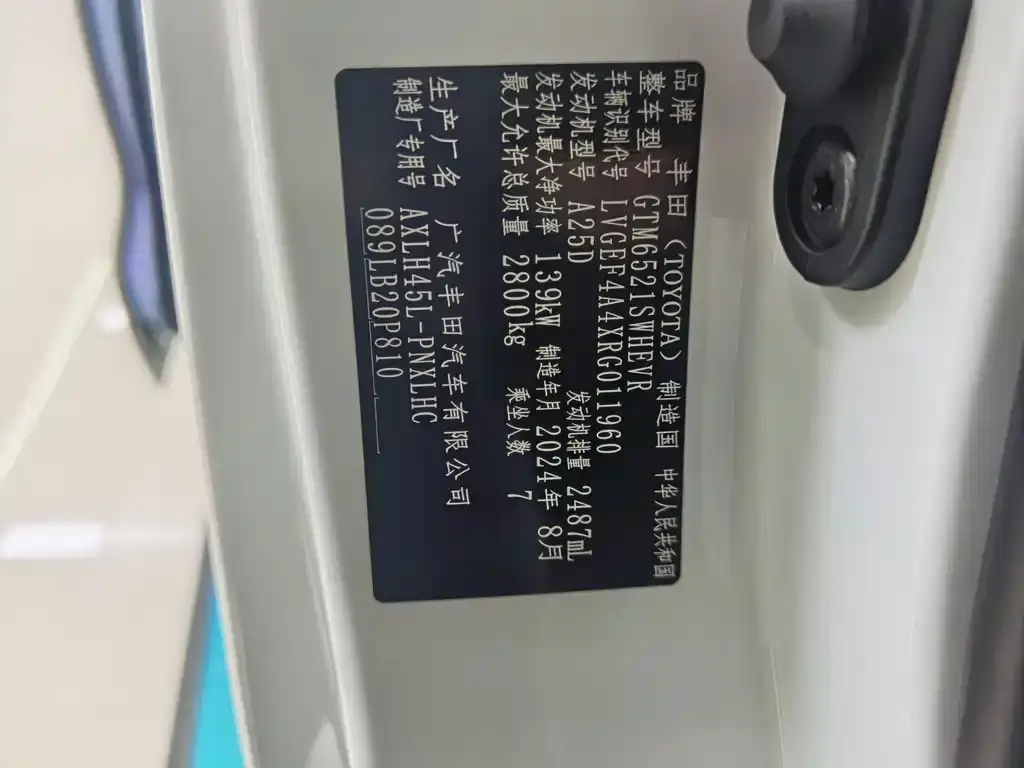 品牌 丰田（TOYOTA） 制造国 中华人民共和国
整车型号 GTM6521SWHEVR
车辆识别代号 LVGEF4A4XRG011960
发动机型号 A25D 发动机排量 2487mL
发动机最大净功率 139kW 制造年月 2024年 8月
最大允许总质量 2800kg 乘坐人数 7
生产厂名 广汽丰田汽车有限公司
制造厂专用号 AXLH45L-PNXLHC
089LB20P810